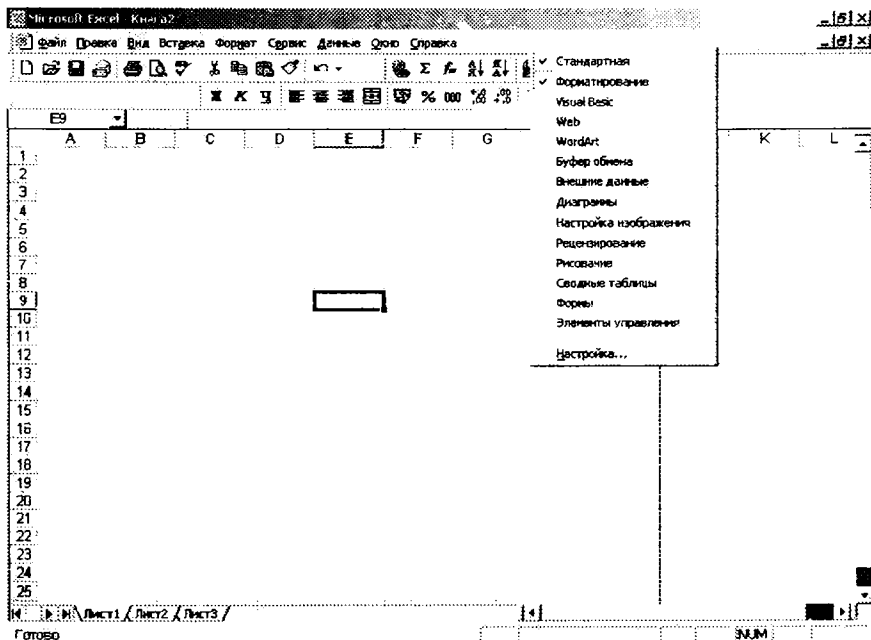 Microsoft Excel - Книга2
Файл Правка Вид Вставка Формат Сервис Данные Окно Справка
Ж К Ч % 000
E9
A B C D E F G K L
1
2
3
4
5
6
7
8
9
10
11
12
13
14
15
16
17
18
19
20
21
22
23
24
25
Стандартная
Форматирование
Visual Basic
Web
WordArt
Буфер обмена
Внешние данные
Диаграммы
Настройка изображения
Рецензирование
Рисование
Сводные таблицы
Формы
Элементы управления
Настройка...
Лист1 Лист2 Лист3
Готово NUM